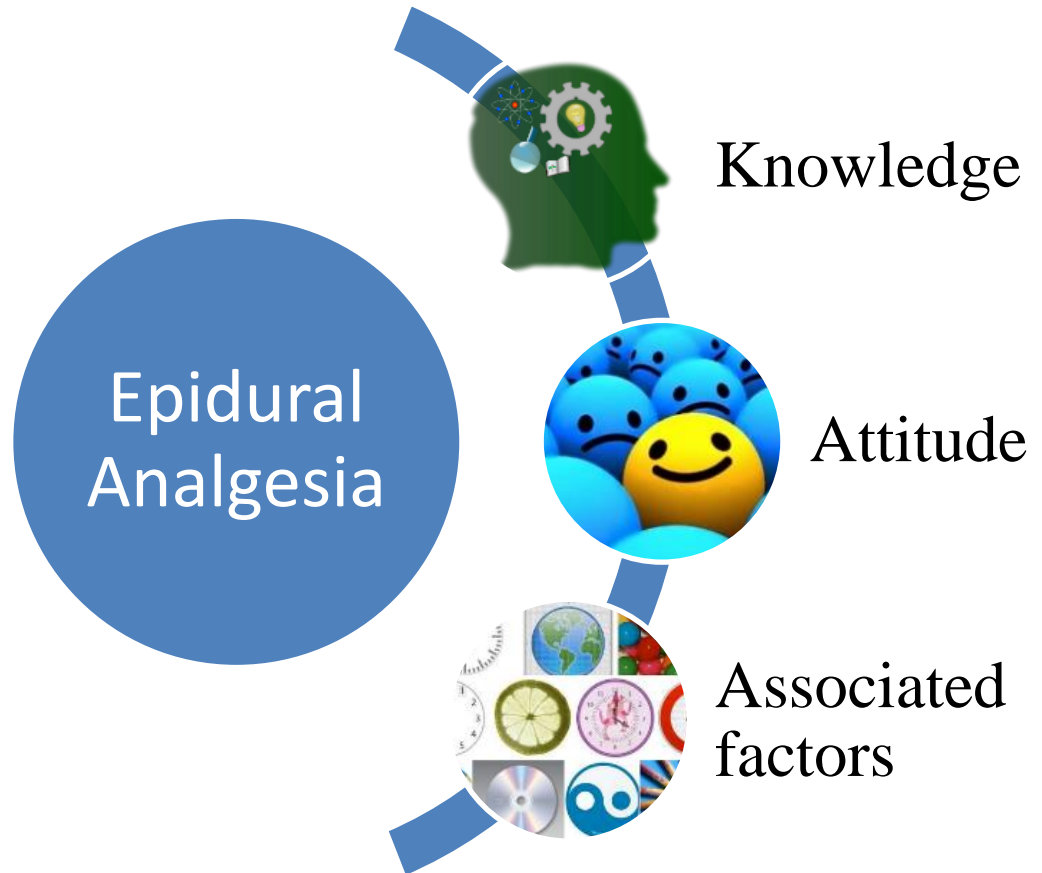 Epidural
Analgesia
Knowledge
Attitude
Associated
factors